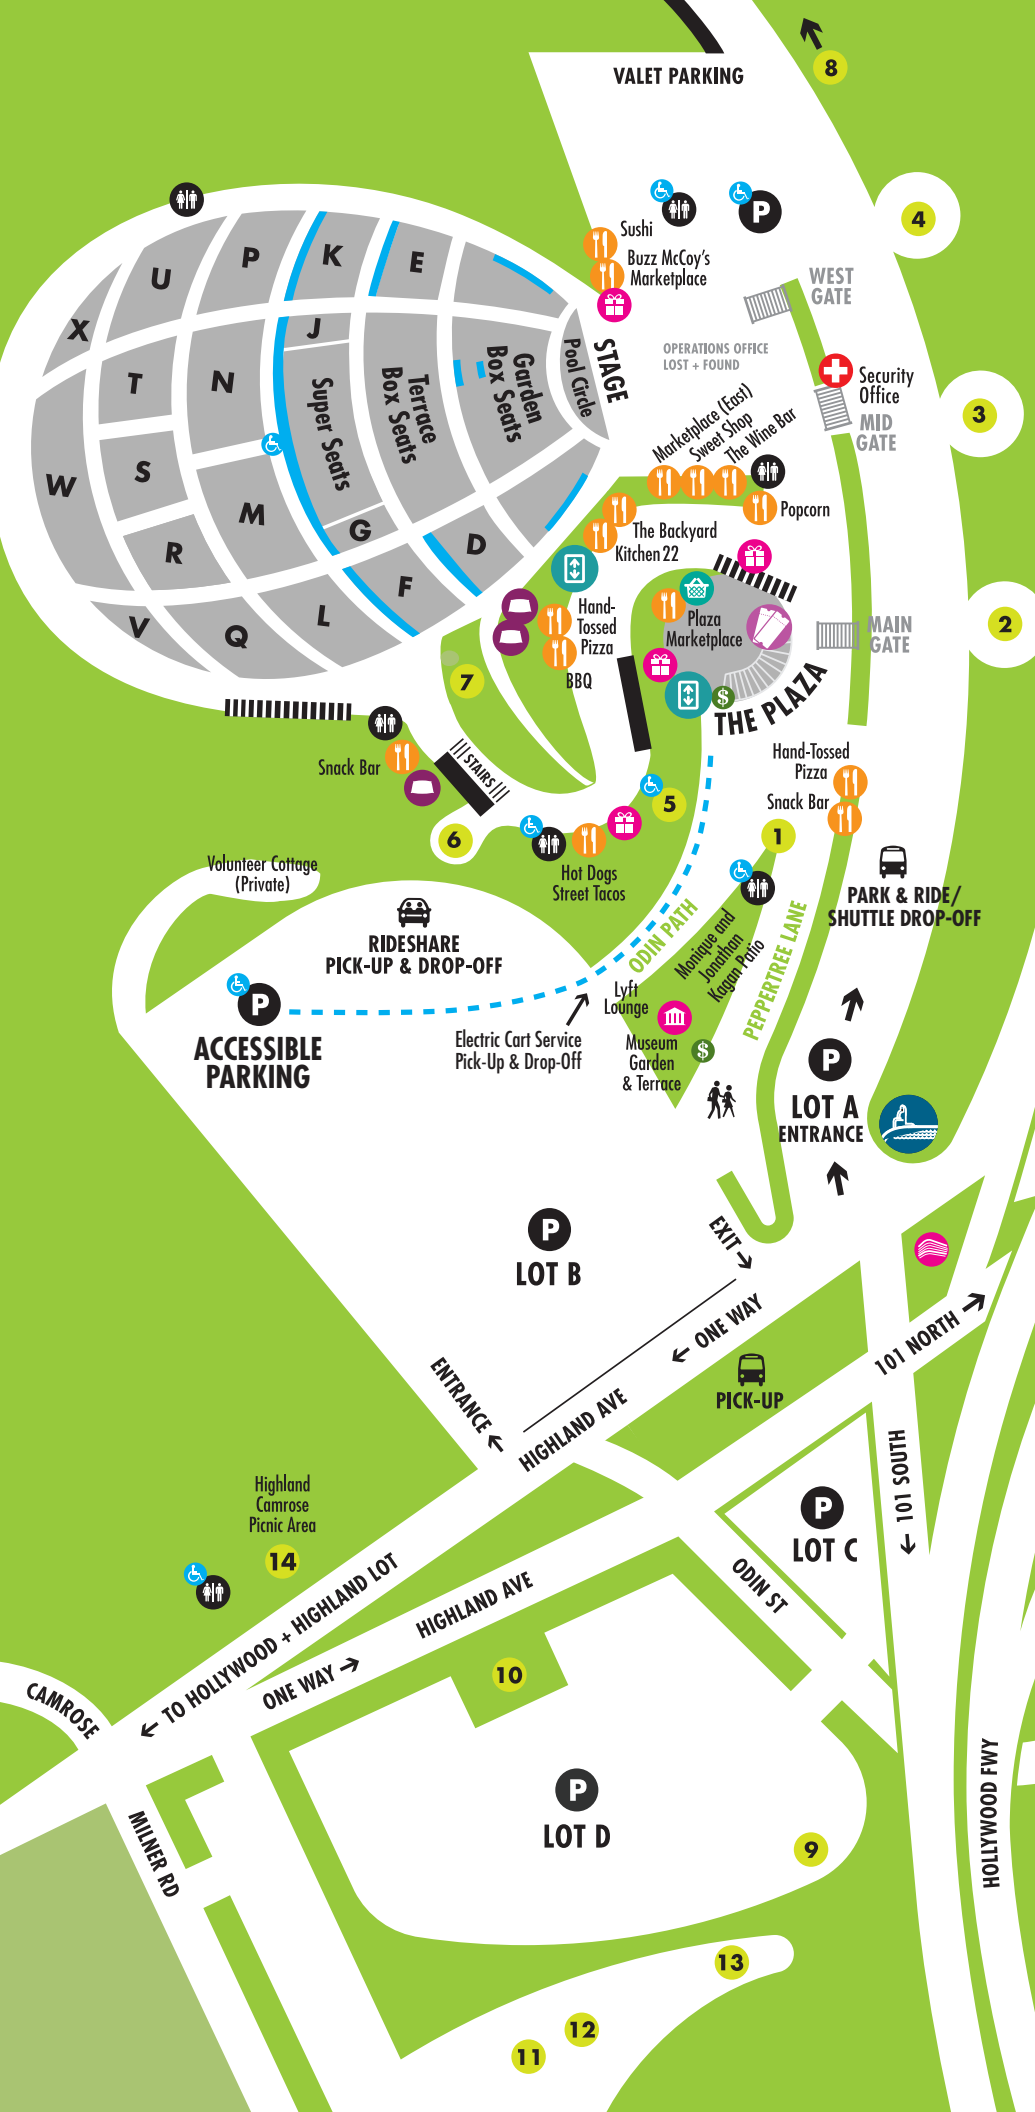 VALET PARKING
8
4
P
Sushi
Buzz McCoy's
Marketplace
WEST
GATE
U
P
K
E
X
J
T
N
Super Seats
Terrace
Box Seats
Garden
Box Seats
Pool Circle
STAGE
OPERATIONS OFFICE
LOST + FOUND
Security
Office
MID
GATE
3
W
S
M
G
D
R
F
V
Q
L
Marketplace (East)
Sweet Shop
The Wine Bar
Popcorn
The Backyard
Kitchen 22
Hand-
Tossed
Pizza
BBQ
Plaza
Marketplace
$
THE PLAZA
MAIN
GATE
2
7
Snack Bar
STAIRS
6
5
Hot Dogs
Street Tacos
Hand-Tossed
Pizza
Snack Bar
1
PARK & RIDE/
SHUTTLE DROP-OFF
Volunteer Cottage
(Private)
RIDESHARE
PICK-UP & DROP-OFF
P
ACCESSIBLE
PARKING
Electric Cart Service
Pick-Up & Drop-Off
ODIN PATH
Monique and
Jonathan
Kagan Patio
PEPPERTREE LANE
Lyft
Lounge
Museum
Garden
& Terrace
$
P
LOT A
ENTRANCE
P
LOT B
EXIT →
← ONE WAY
ENTRANCE ←
HIGHLAND AVE
PICK-UP
101 NORTH →
← 101 SOUTH
P
LOT C
ODIN ST
Highland
Camrose
Picnic Area
14
← TO HOLLYWOOD + HIGHLAND LOT
HIGHLAND AVE
ONE WAY →
CAMROSE
MILNER RD
10
P
LOT D
9
HOLLYWOOD FWY
13
12
11